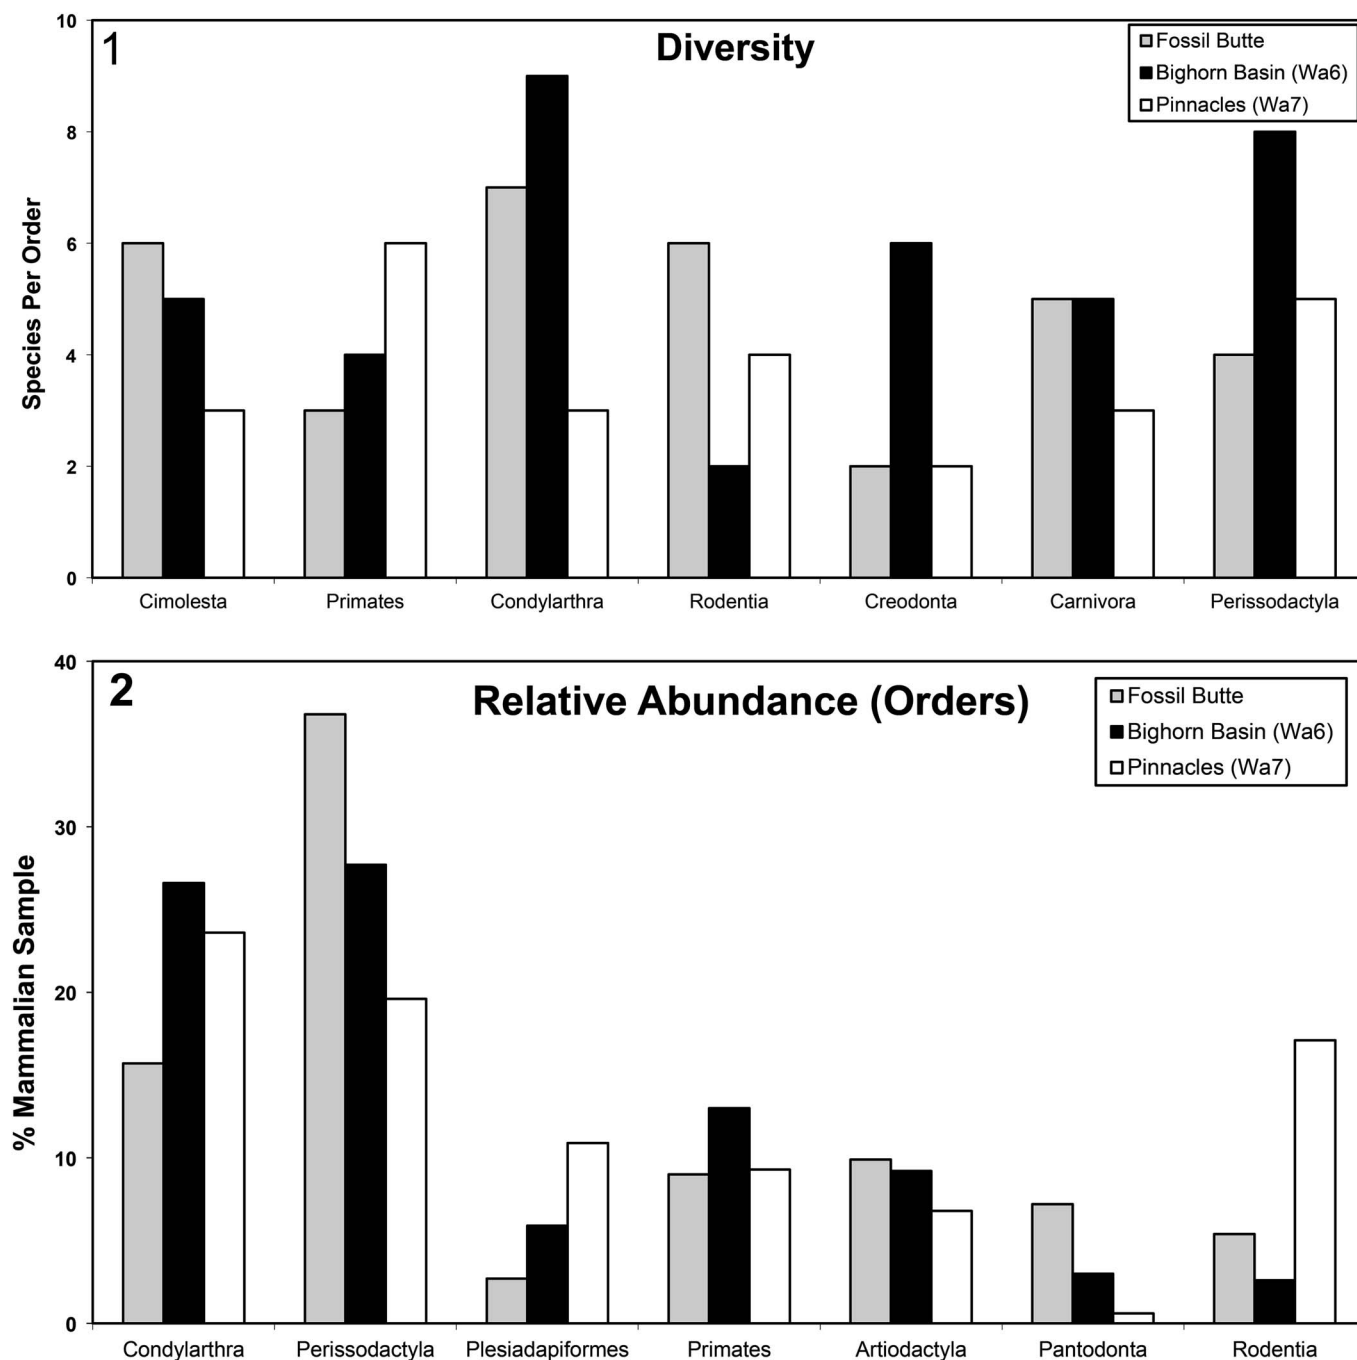 1
Diversity
Fossil Butte
Bighorn Basin (Wa6)
Pinnacles (Wa7)
Species Per Order
10
8
6
4
2
0
Cimolesta Primates Condylarthra Rodentia Creodonta Carnivora Perissodactyla
2
Relative Abundance (Orders)
Fossil Butte
Bighorn Basin (Wa6)
Pinnacles (Wa7)
% Mammalian Sample
40
30
20
10
0
Condylarthra Perissodactyla Plesiadapiformes Primates Artiodactyla Pantodonta Rodentia